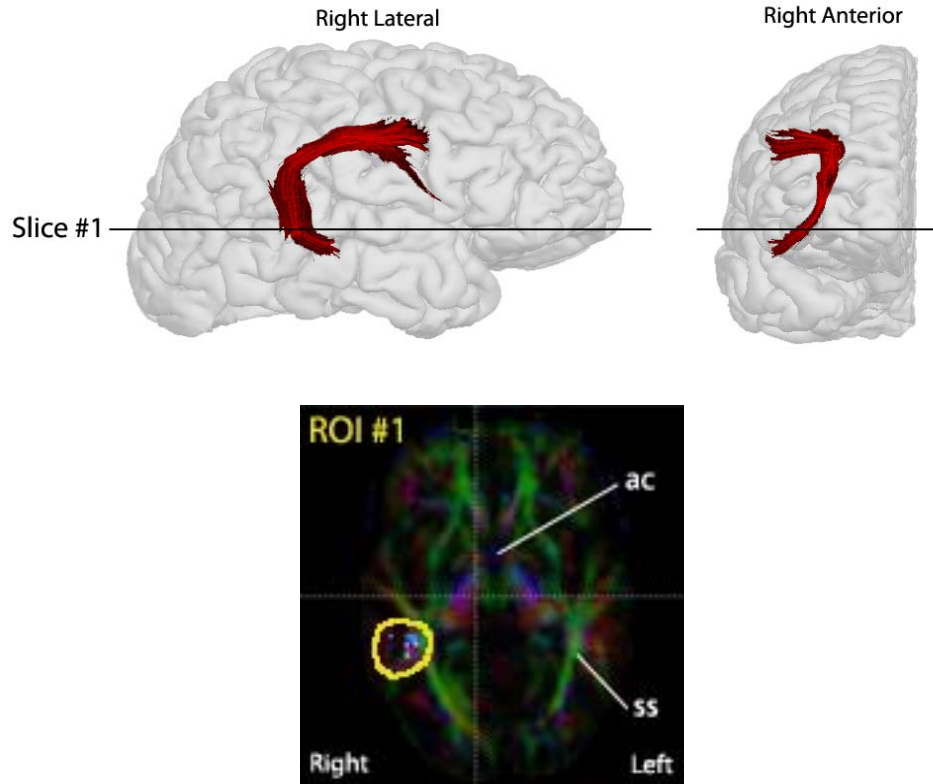 Right Lateral
Right Anterior
Slice #1
ROI #1
ac
ss
Right
Left